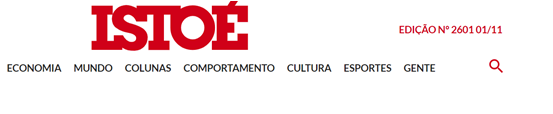 ISTOÉ
EDIÇÃO Nº 2601 01/11
ECONOMIA MUNDO COLUNAS COMPORTAMENTO CULTURA ESPORTES GENTE